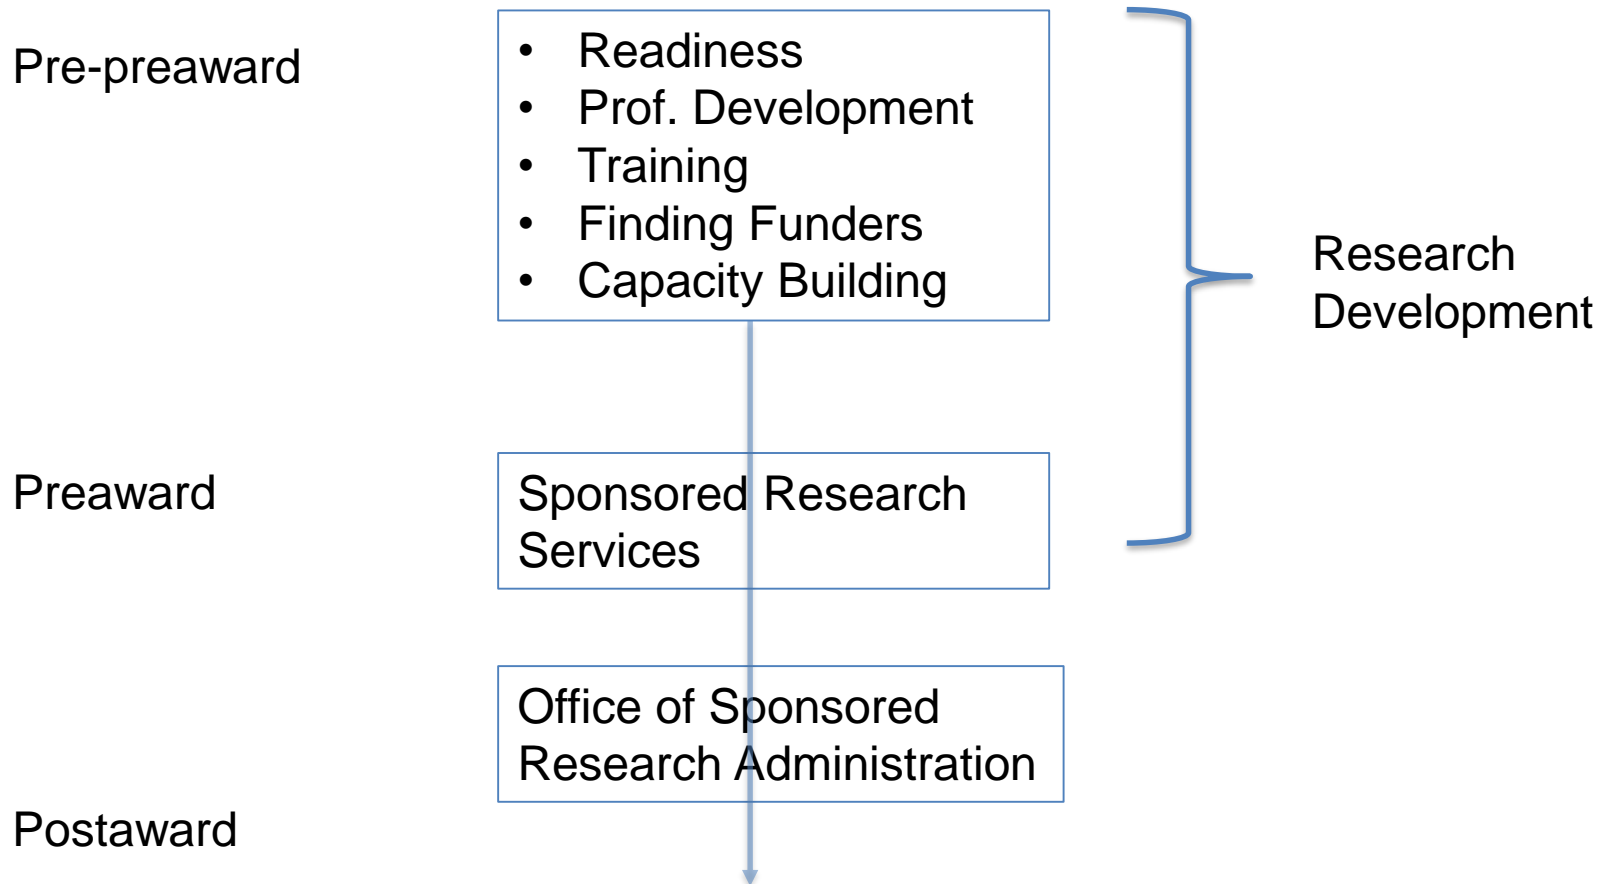 Pre-preaward
• Readiness
• Prof. Development
• Training
• Finding Funders
• Capacity Building
Research
Development
Preaward
Sponsored Research
Services
Office of Sponsored
Research Administration
Postaward